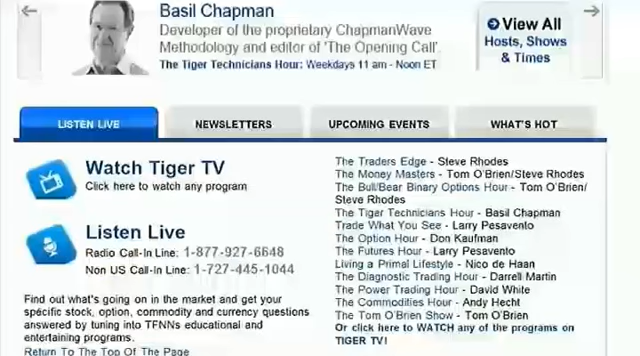 Basil Chapman
Developer of the proprietary ChapmanWave
Methodology and editor of 'The Opening Call'.
The Tiger Technicians Hour: Weekdays 11 am - Noon ET
View All
Hosts, Shows
& Times
LISTEN LIVE
NEWSLETTERS
UPCOMING EVENTS
WHAT'S HOT
Watch Tiger TV
Click here to watch any program
Listen Live
Radio Call-In Line: 1-877-927-6648
Non US Call-In Line: 1-727-445-1044
Find out what's going on in the market and get your
specific stock, option, commodity and currency questions
answered by tuning into TFNNs educational and
entertaining programs.
Return To The Top Of The Page
The Traders Edge - Steve Rhodes
The Money Masters - Tom O'Brien/Steve Rhodes
The Bull/Bear Binary Options Hour - Tom O'Brien/
Steve Rhodes
The Tiger Technicians Hour - Basil Chapman
Trade What You See - Larry Pesavento
The Option Hour - Don Kaufman
The Futures Hour - Larry Pesavento
Living a Primal Lifestyle - Nico de Haan
The Diagnostic Trading Hour - Darrell Martin
The Power Trading Hour - David White
The Commodities Hour - Andy Hecht
The Tom O'Brien Show - Tom O'Brien
Or click here to WATCH any of the programs on
TIGER TV!